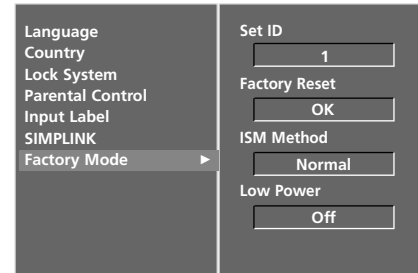 Language
Country
Lock System
Parental Control
Input Label
SIMPLINK
Factory Mode ►
Set ID
1
Factory Reset
OK
ISM Method
Normal
Low Power
Off